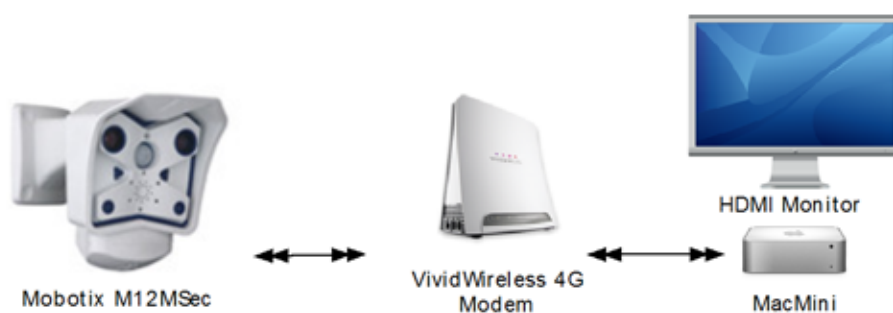 HDMI Monitor
Mobotix M12MSec
VividWireless 4G
Modem
MacMini